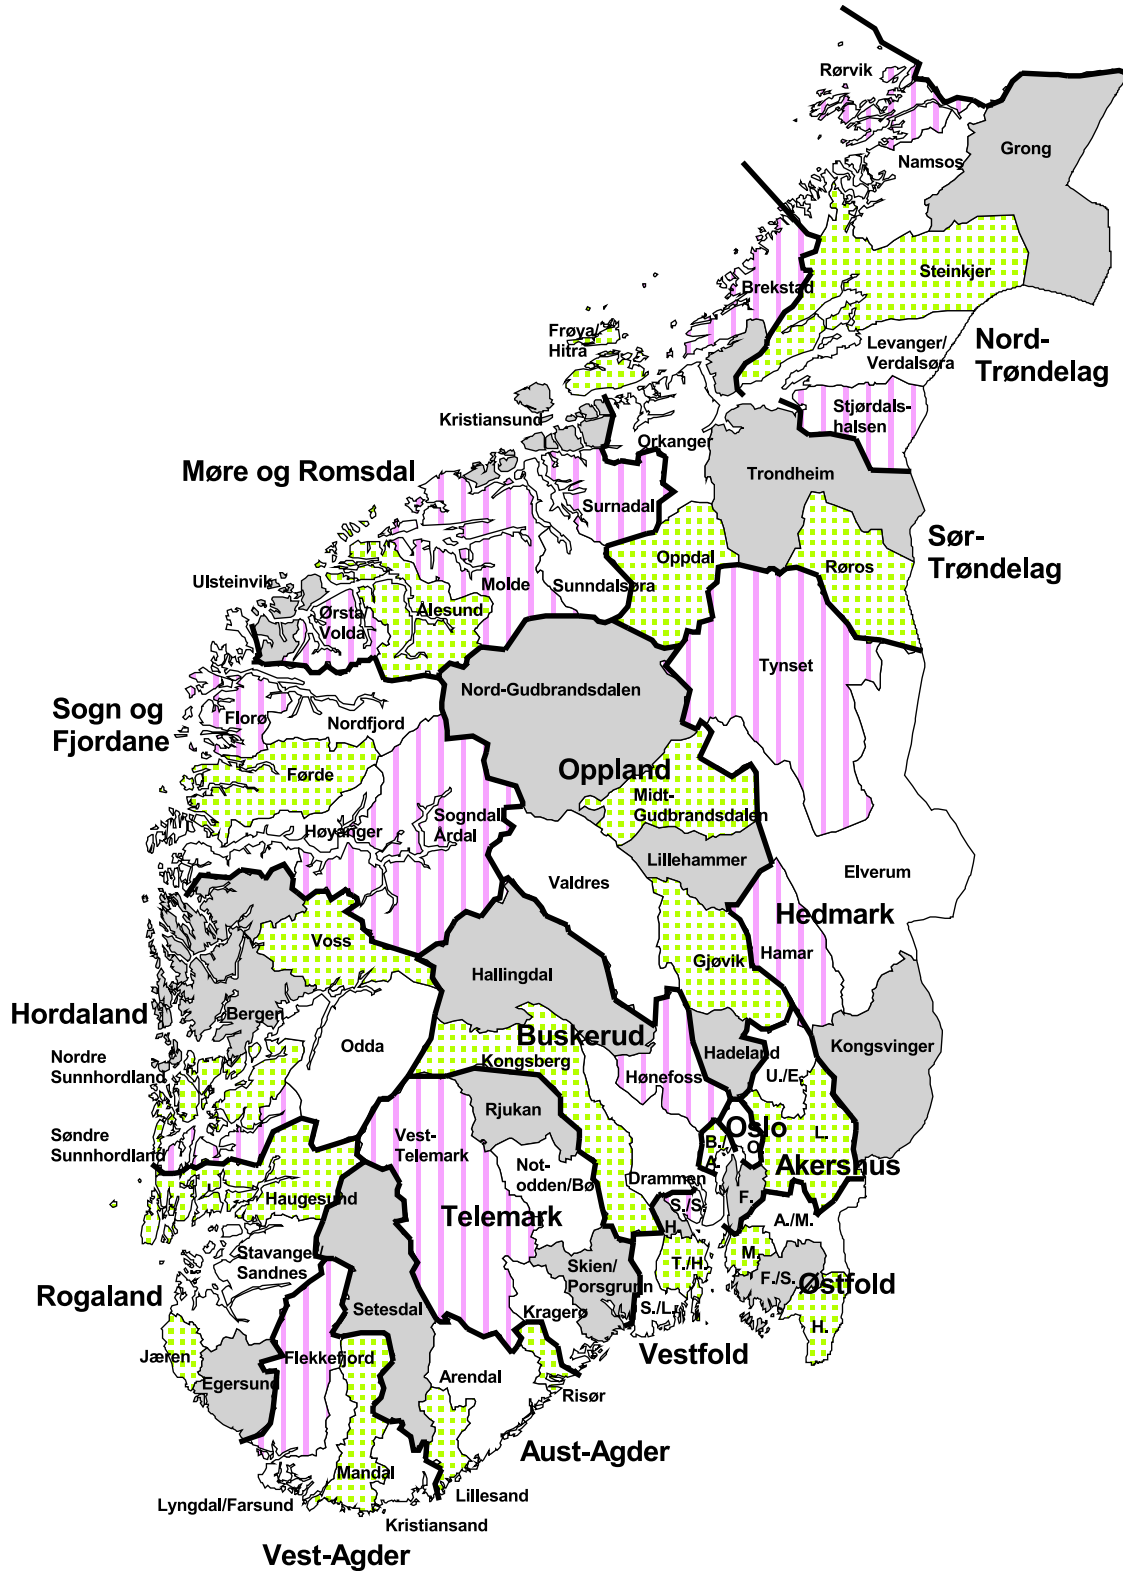 Rørvik
Grong
Namsos
Steinkjer
Brekstad
Frøya/
Hitra
Levanger/
Verdalsøra
Nord-
Trøndelag
Stjørdals-
halsen
Kristiansund
Orkanger
Trondheim
Møre og Romsdal
Surnadal
Sør-
Trøndelag
Oppdal
Røros
Ulsteinvik
Molde
Sunndalsøra
Ørsta/
Volda
Ålesund
Tynset
Nord-Gudbrandsdalen
Sogn og
Fjordane
Florø
Nordfjord
Førde
Oppland
Midt-
Gudbrandsdalen
Høyanger
Sogndal/
Årdal
Lillehammer
Elverum
Valdres
Hedmark
Voss
Hamar
Gjøvik
Hallingdal
Hordaland
Bergen
Buskerud
Odda
Kongsberg
Hadeland
Kongsvinger
Nordre
Sunnhordland
U./E.
Hønefoss
Rjukan
Søndre
Sunnhordland
Vest-
Telemark
Oslo
O.
B.
A.
L.
Akershus
Not-
odden/Bø
Drammen
Haugesund
F.
S./S.
Telemark
A./M.
H.
Stavanger/
Sandnes
M.
T./H.
Skien/
Porsgrunn
F./S.
Østfold
Rogaland
Setesdal
Kragerø
S./L.
H.
Vestfold
Jæren
Flekkefjord
Egersund
Arendal
Risør
Aust-Agder
Mandal
Lillesand
Lyngdal/Farsund
Kristiansand
Vest-Agder